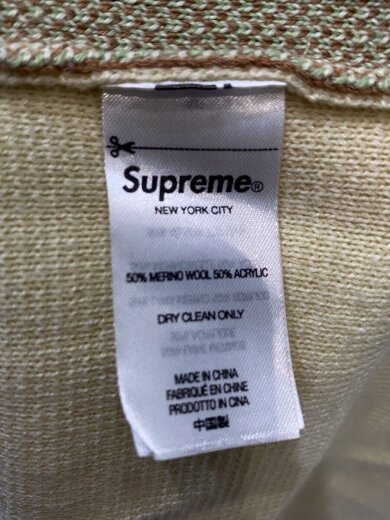 Supreme®
NEW YORK CITY
50% MERINO WOOL 50% ACRYLIC
DRY CLEAN ONLY
MADE IN CHINA
FABRIQUÉ EN CHINE
PRODOTTO IN CINA
中国製